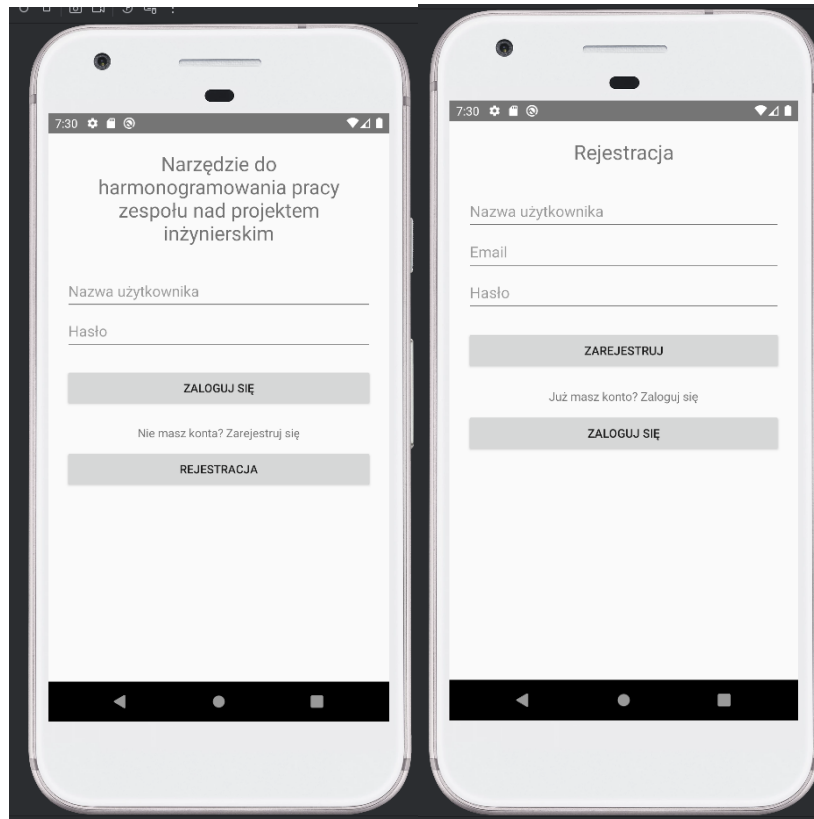 7:30
Narzędzie do
harmonogramowania pracy
zespołu nad projektem
inżynierskim
Nazwa użytkownika
Hasło
ZALOGUJ SIĘ
Nie masz konta? Zarejestruj się
REJESTRACJA
7:30
Rejestracja
Nazwa użytkownika
Email
Hasło
ZAREJESTRUJ
Już masz konto? Zaloguj się
ZALOGUJ SIĘ